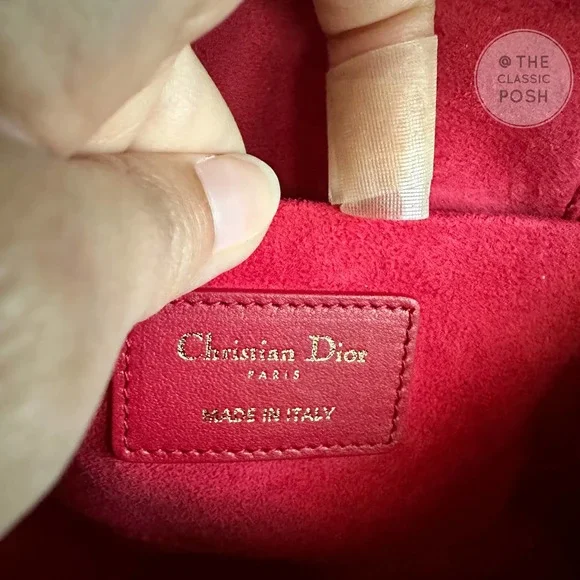 @ THE
CLASSIC
POSH
Christian Dior
PARIS
MADE IN ITALY